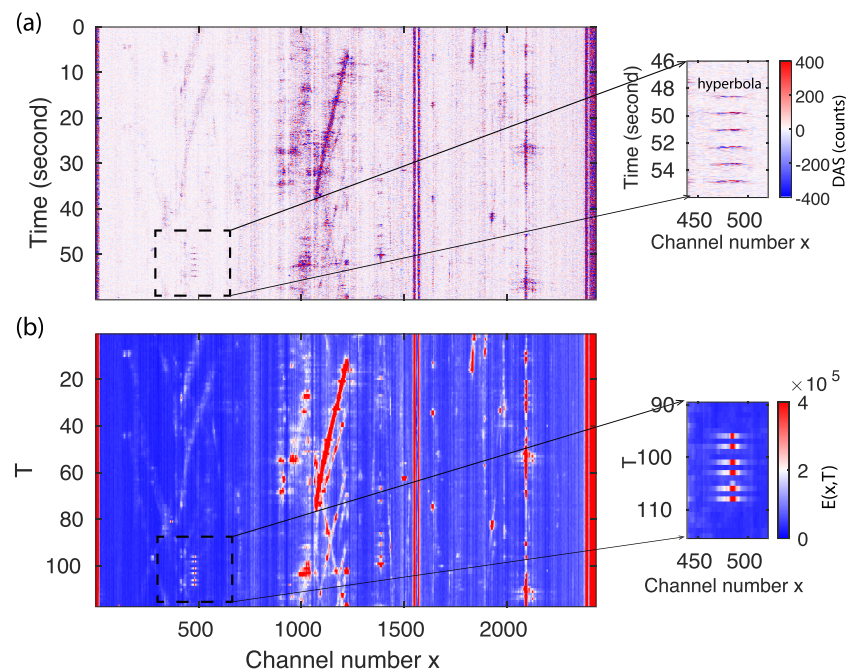 (a)
0
10
20
30
40
50
Time (second)
46
48
50
52
54
Time (second)
hyperbola
450 500
Channel number x
400
200
0
-200
-400
DAS (counts)
(b)
20
40
60
80
100
T
500 1000 1500 2000
Channel number x
90
100
110
T
450 500
Channel number x
× 10 5
4
2
0
E(x,T)